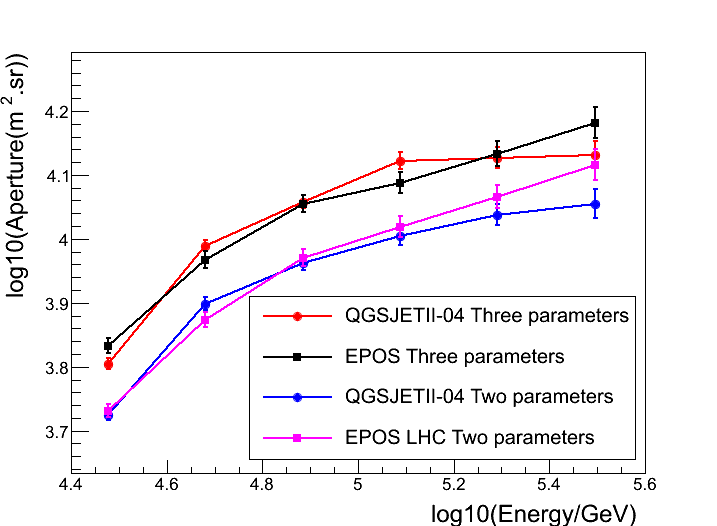 log10(Aperture(m².sr))
4.2
4.1
4
3.9
3.8
3.7
QGSJETII-04 Three parameters
EPOS Three parameters
QGSJETII-04 Two parameters
EPOS LHC Two parameters
4.4 4.6 4.8 5 5.2 5.4 5.6
log10(Energy/GeV)